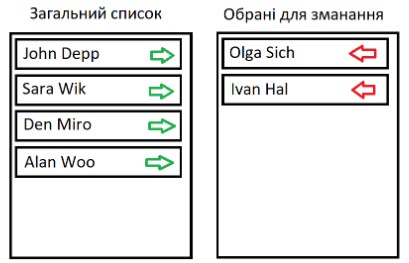 Загальний список
John Depp
Sara Wik
Den Miro
Alan Woo
Обрані для зманання
Olga Sich
Ivan Hal